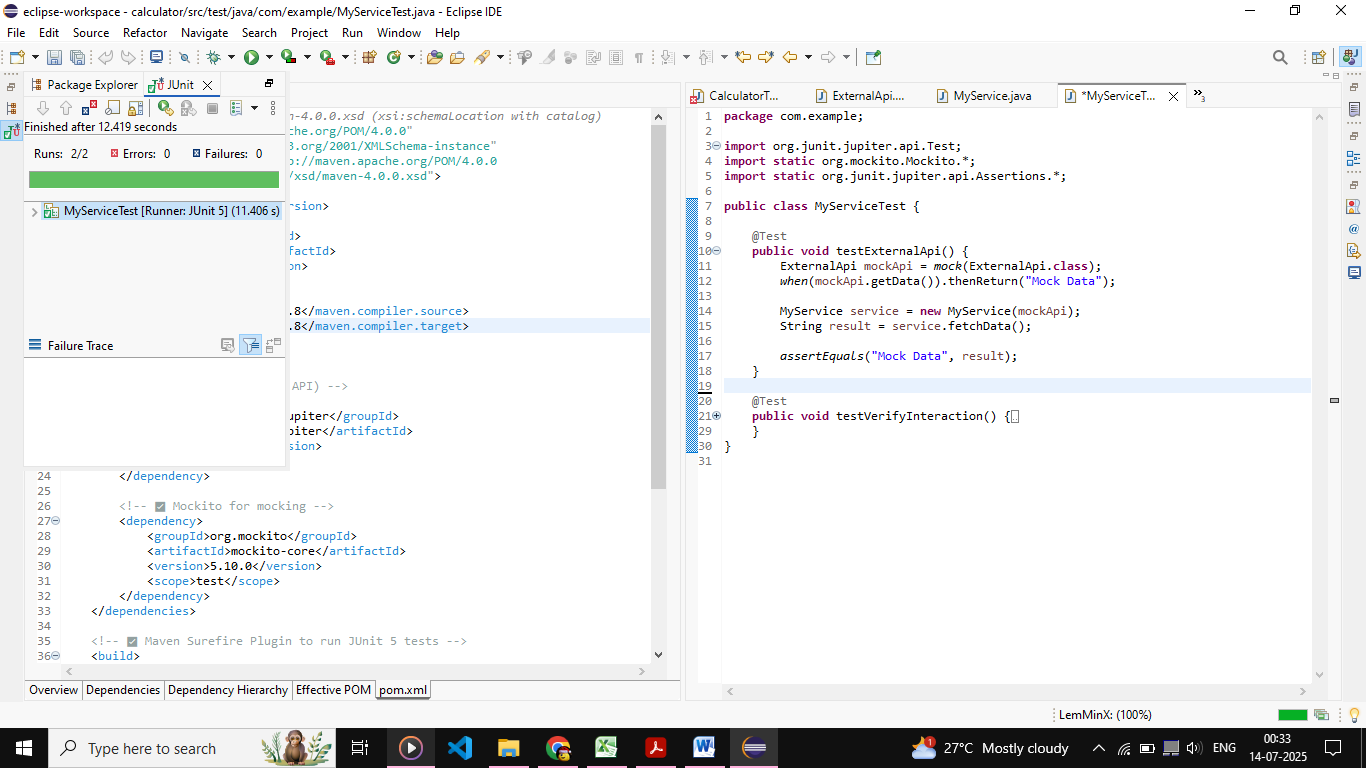 eclipse-workspace - calculator/src/test/java/com/example/MyServiceTest.java - Eclipse IDE
File Edit Source Refactor Navigate Search Project Run Window Help
Package Explorer JUnit
Finished after 12.419 seconds
Runs: 2/2 Errors: 0 Failures: 0
MyServiceTest [Runner: JUnit 5] (11.406 s)
Failure Trace
n-4.0.0.xsd (xsi:schemaLocation with catalog)
che.org/POM/4.0.0"
3.org/2001/XMLSchema-instance"
p://maven.apache.org/POM/4.0.0
/xsd/maven-4.0.0.xsd">
rsion>
d>
factId>
on>
.8</maven.compiler.source>
.8</maven.compiler.target>
API) -->
upiter</groupId>
piter</artifactId>
sion>
24 </dependency>
25
26 <!-- ✅ Mockito for mocking -->
27 <dependency>
28 <groupId>org.mockito</groupId>
29 <artifactId>mockito-core</artifactId>
30 <version>5.10.0</version>
31 <scope>test</scope>
32 </dependency>
33 </dependencies>
34
35 <!-- ✅ Maven Surefire Plugin to run JUnit 5 tests -->
36 <build>
Overview Dependencies Dependency Hierarchy Effective POM pom.xml
CalculatorT... ExternalApi.... MyService.java *MyServiceT... »3
1 package com.example;
2
3 import org.junit.jupiter.api.Test;
4 import static org.mockito.Mockito.*;
5 import static org.junit.jupiter.api.Assertions.*;
6
7 public class MyServiceTest {
8
9 @Test
10 public void testExternalApi() {
11 ExternalApi mockApi = mock(ExternalApi.class);
12 when(mockApi.getData()).thenReturn("Mock Data");
13
14 MyService service = new MyService(mockApi);
15 String result = service.fetchData();
16
17 assertEquals("Mock Data", result);
18 }
19
20 @Test
21 public void testVerifyInteraction() {
29 }
30 }
31
LemMinX: (100%)
Type here to search
27°C Mostly cloudy
1
ENG
00:33
14-07-2025